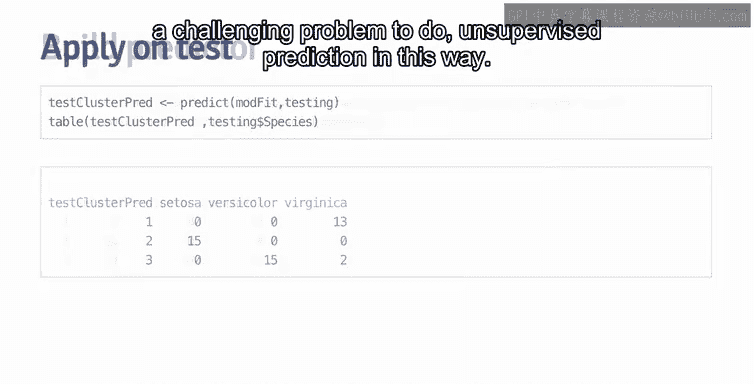 a challenging problem to do, unsupervised
prediction in this way.
Apply on test
testClusterPred <- predict(modFit,testing)
table(testClusterPred ,testing$Species)
testClusterPred setosa versicolor virginica
1 0 0 13
2 15 0 0
3 0 15 2